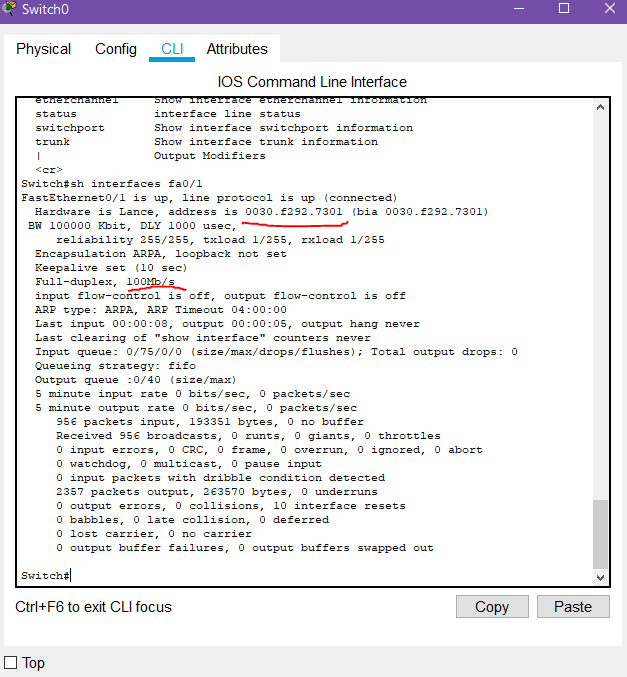 Switch0
Physical Config CLI Attributes
IOS Command Line Interface
etherchannel Show interface etherchannel information
status interface line status
switchport Show interface switchport information
trunk Show interface trunk information
| Output Modifiers
<cr>
Switch#sh interfaces fa0/1
FastEthernet0/1 is up, line protocol is up (connected)
Hardware is Lance, address is 0030.f292.7301 (bia 0030.f292.7301)
BW 100000 Kbit, DLY 1000 usec,
reliability 255/255, txload 1/255, rxload 1/255
Encapsulation ARPA, loopback not set
Keepalive set (10 sec)
Full-duplex, 100Mb/s
input flow-control is off, output flow-control is off
ARP type: ARPA, ARP Timeout 04:00:00
Last input 00:00:08, output 00:00:05, output hang never
Last clearing of "show interface" counters never
Input queue: 0/75/0/0 (size/max/drops/flushes); Total output drops: 0
Queueing strategy: fifo
Output queue :0/40 (size/max)
5 minute input rate 0 bits/sec, 0 packets/sec
5 minute output rate 0 bits/sec, 0 packets/sec
956 packets input, 193351 bytes, 0 no buffer
Received 956 broadcasts, 0 runts, 0 giants, 0 throttles
0 input errors, 0 CRC, 0 frame, 0 overrun, 0 ignored, 0 abort
0 watchdog, 0 multicast, 0 pause input
0 input packets with dribble condition detected
2357 packets output, 263570 bytes, 0 underruns
0 output errors, 0 collisions, 10 interface resets
0 babbles, 0 late collision, 0 deferred
0 lost carrier, 0 no carrier
0 output buffer failures, 0 output buffers swapped out
Switch#
Ctrl+F6 to exit CLI focus Copy Paste
Top